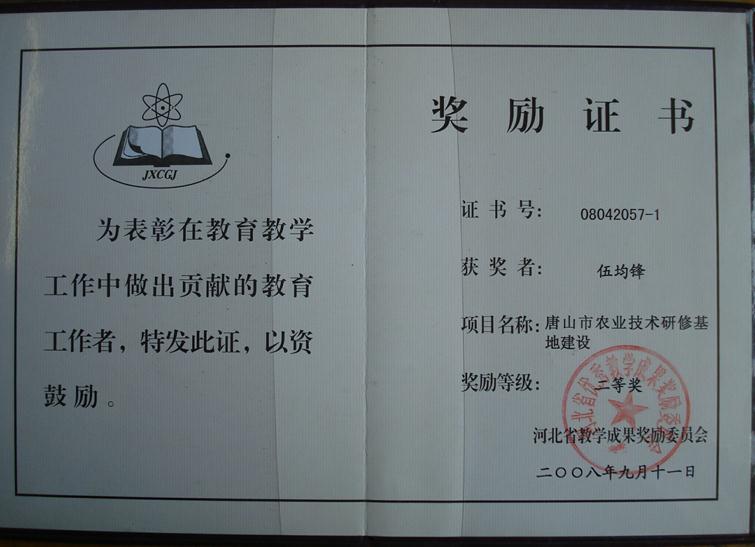 JXCGJ
为表彰在教育教学
工作中做出贡献的教育
工作者，特发此证，以资
鼓励。
奖励证书
证书号：08042057-1
获奖者：伍均锋
项目名称：唐山市农业技术研修基
地建设
奖励等级：二等奖
河北省教学成果奖励委员会
二〇〇八年九月十一日